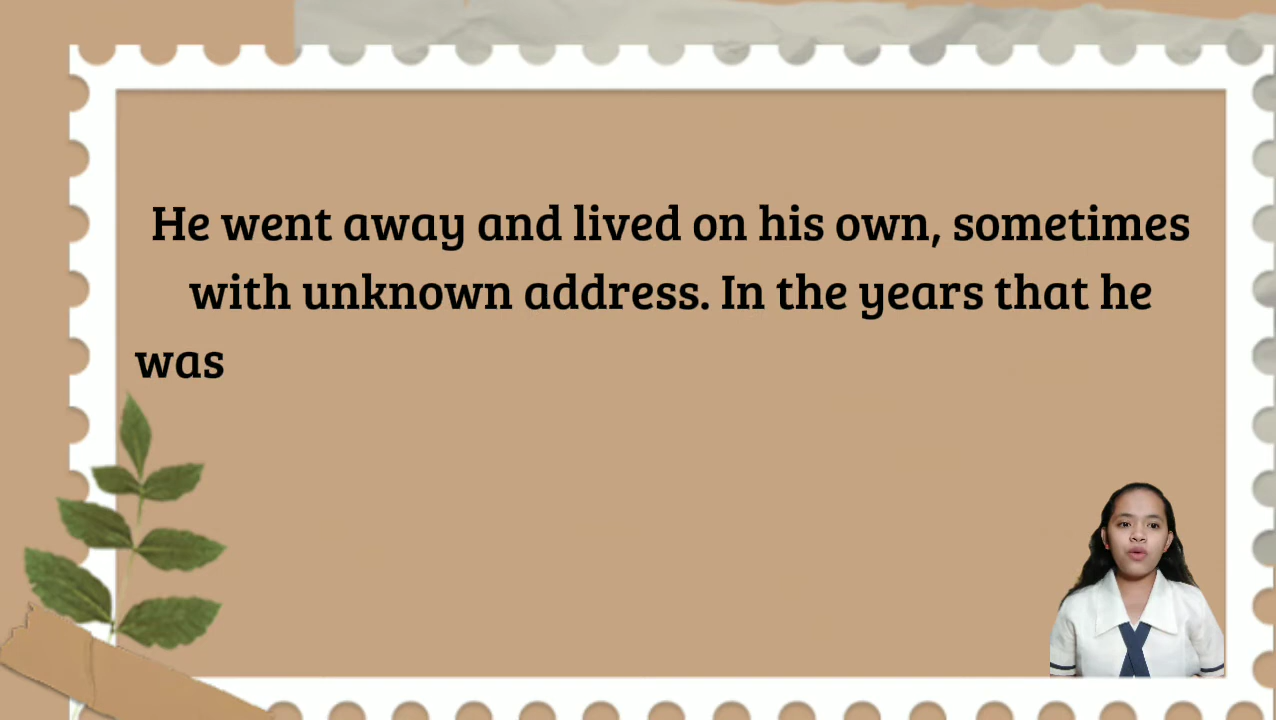 He went away and lived on his own, sometimes
with unknown address. In the years that he
was